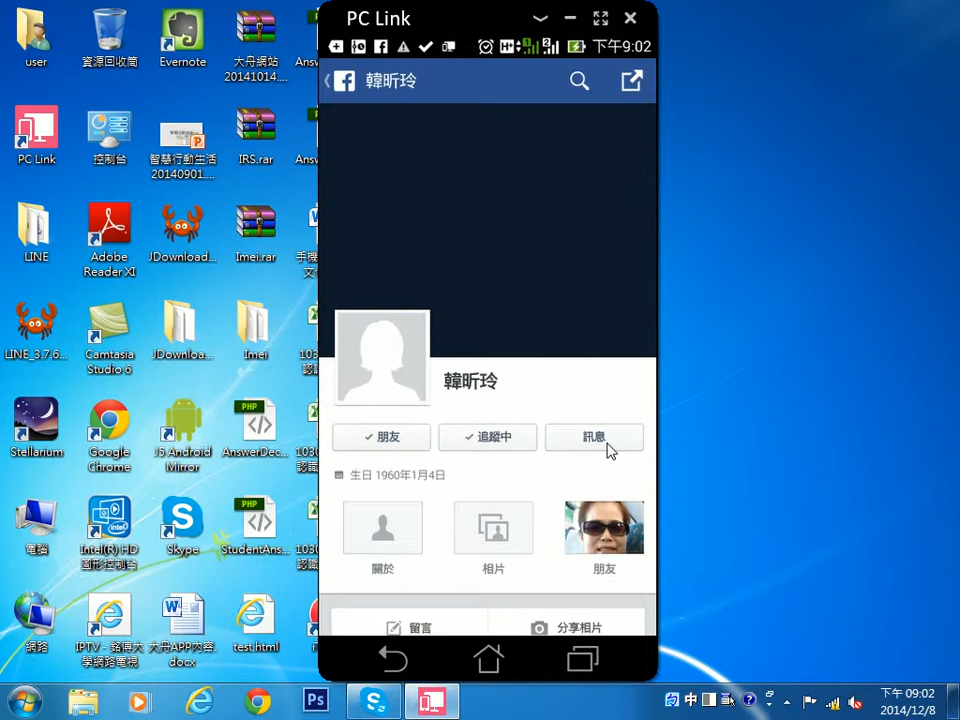 user
資源回收筒
Evernote
大舟網站
20141014....
PC Link
控制台
智慧行動生活
20140901....
IRS.rar
LINE
Adobe
Reader XI
JDownload...
Imei.rar
LINE_3.7.6...
Camtasia
Studio 6
JDownloa...
Imei
Stellarium
Google
Chrome
J5 Android
Mirror
PHP
AnswerDec...
電腦
Intel(R) HD
圖形控制台
Skype
PHP
StudentAns...
網路
IPTV - 銘傳大
學網路電視
大舟APP內容.
docx
test.html
PC Link
下午9:02
韓昕玲
韓昕玲
朋友
追蹤中
訊息
生日 1960年1月4日
關於
相片
朋友
留言
分享相片
Ps
中
下午 09:02
2014/12/8